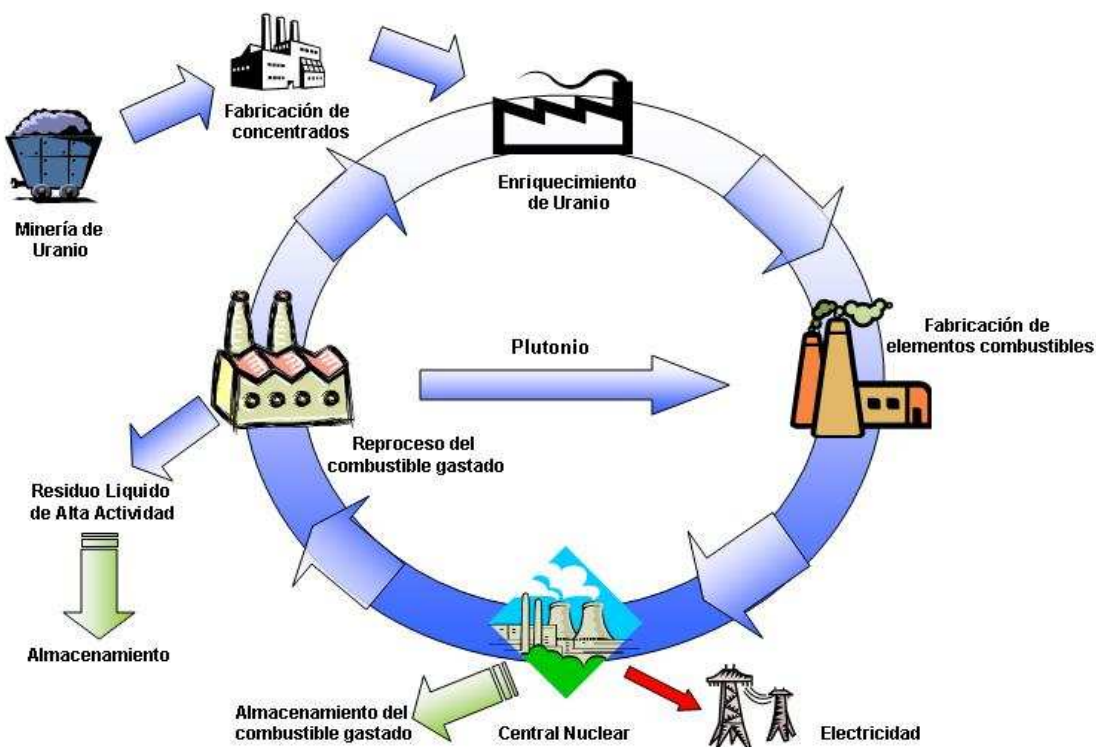 Fabricación de
concentrados
Minería de
Uranio
Enriquecimiento
de Uranio
Fabricación de
elementos combustibles
Plutonio
Reproceso del
combustible gastado
Residuo Liquido
de Alta Actividad
Almacenamiento
Almacenamiento del
combustible gastado
Central Nuclear
Electricidad